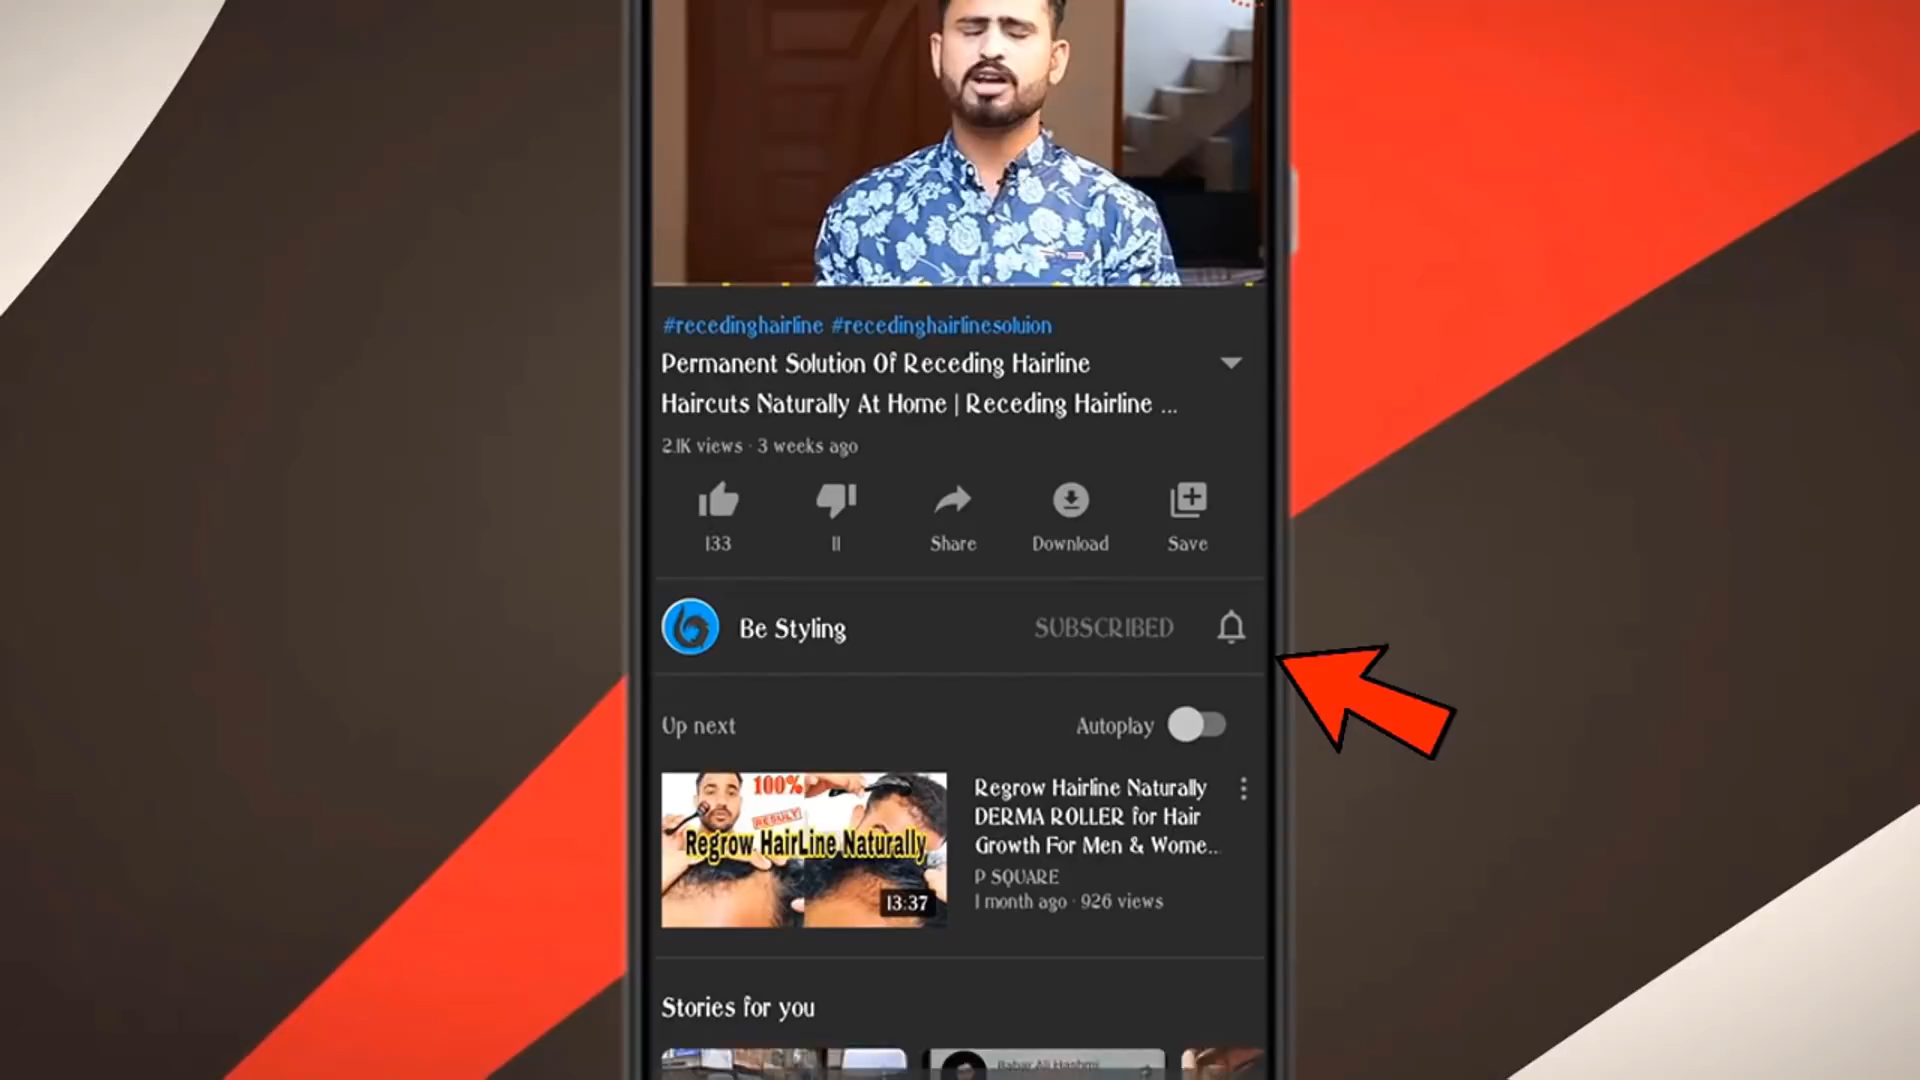 #recedinghairline #recedinghairlinesoluion
Permanent Solution Of Receding Hairline
Haircuts Naturally At Home | Receding Hairline ...
2.1K views · 3 weeks ago
133
11
Share
Download
Save
Be Styling
SUBSCRIBED
Up next
Autoplay
100%
RESULT
Regrow HairLine Naturally
13:37
Regrow Hairline Naturally
DERMA ROLLER for Hair
Growth For Men & Wome...
P SQUARE
1 month ago · 926 views
Stories for you
Babar Ali Hashmi